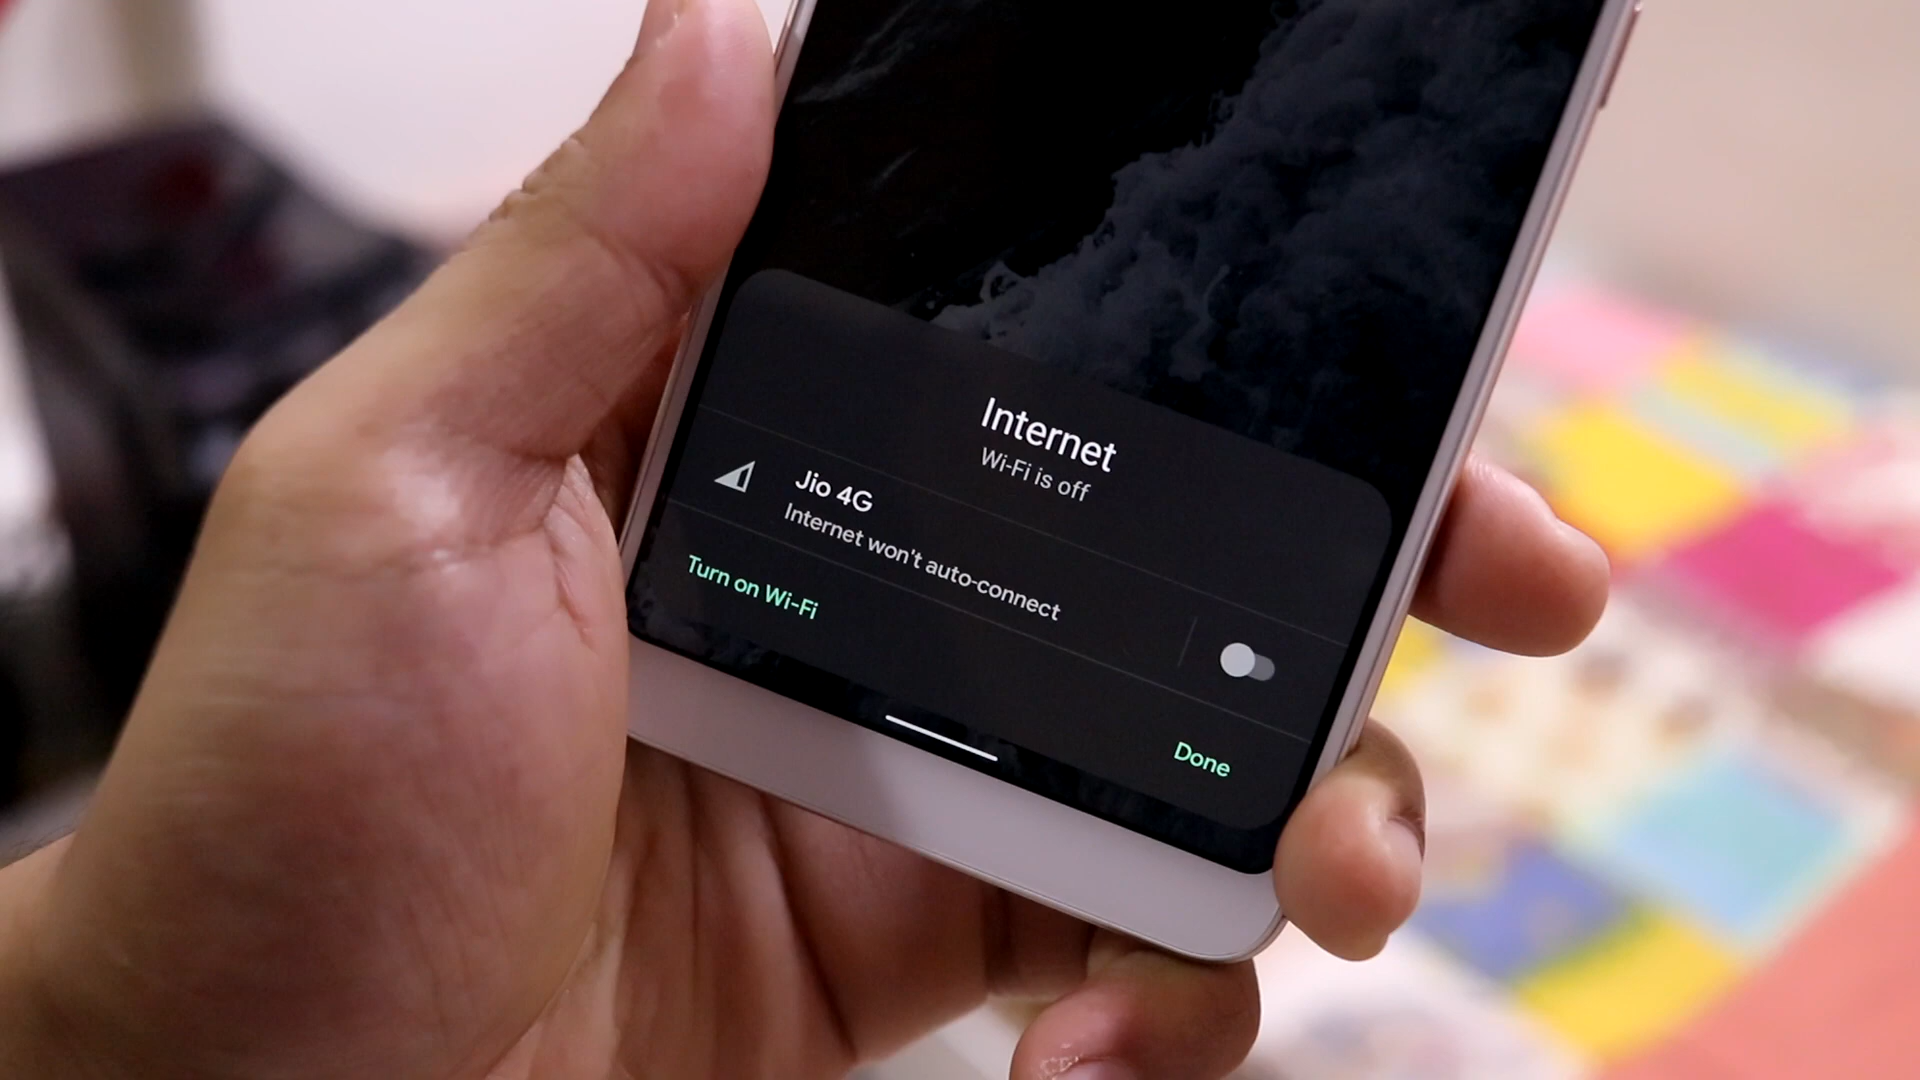 Internet
Wi-Fi is off
Jio 4G
Internet won't auto-connect
Turn on Wi-Fi
Done